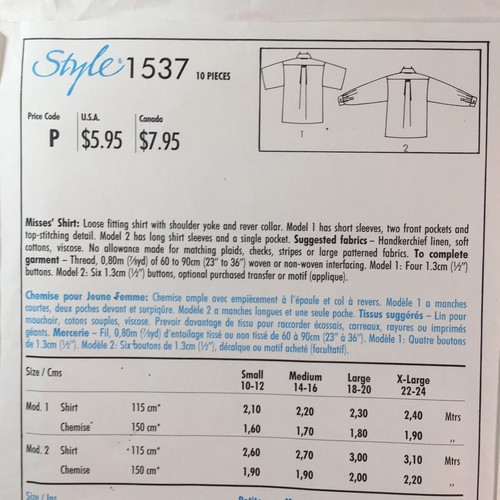 Style® 1537 10 PIECES
Price Code U.S.A. Canada
P $5.95 $7.95
1
2
Misses' Shirt: Loose fitting shirt with shoulder yoke and rever collar. Model 1 has short sleeves, two front pockets and
top-stitching detail. Model 2 has long shirt sleeves and a single pocket. Suggested fabrics – Handkerchief linen, soft
cottons, viscose. No allowance made for matching plaids, checks, stripes or large patterned fabrics. To complete
garment – Thread, 0,80m (⅞yd) of 60 to 90cm (23" to 36") woven or non-woven interfacing. Model 1: Four 1.3cm (½")
buttons. Model 2: Six 1.3cm (½") buttons, optional purchased transfer or motif (applique).
Chemise pour Jeune Femme: Chemise ample avec empiècement à l'épaule et col à revers. Modèle 1 a manches
courtes, deux poches devant et surpiqûre. Modèle 2 a manches longues et une seule poche. Tissus suggérés – Lin pour
mouchoir, cotons souples, viscose. Prevoir davantage de tissu pour raccorder écossais, carreaux, rayures ou imprimés
géants. Mercerie – Fil, 0,80m (⅞yd) d'entoilage tissé ou non tissé de 60 à 90cm (23" à 36"). Modèle 1: Quatre boutons
de 1.3cm (½"). Modèle 2: Six boutons de 1.3cm (½"), décalque ou motif acheté (facultatif).
Size / Cms Small Medium Large X-Large
10-12 14-16 18-20 22-24
Mod. 1 Shirt 115 cm* 2,10 2,20 2,30 2,40 Mtrs
Chemise 150 cm* 1,60 1,70 1,80 1,90 ,,
Mod. 2 Shirt 115 cm* 2,60 2,70 3,00 3,10 Mtrs
Chemise 150 cm* 1,90 1,90 2,00 2,20 ,,
Size / Ins